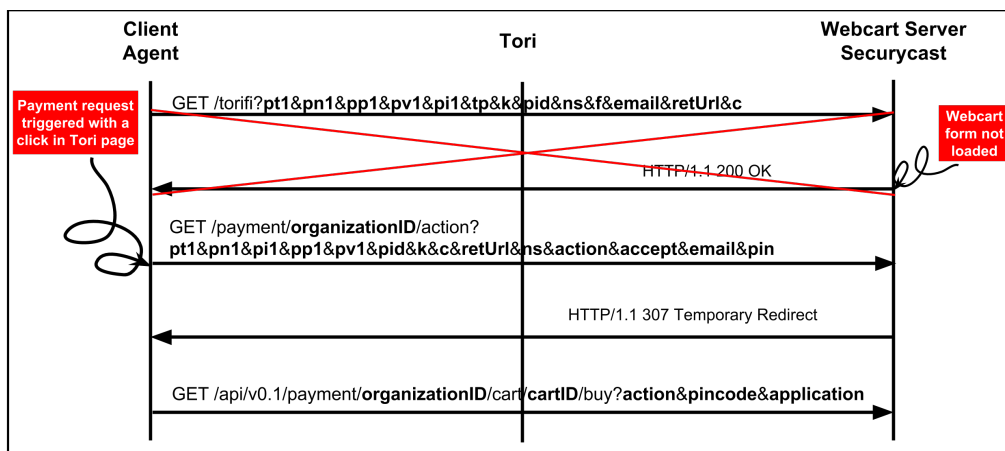 Client
Agent
Tori
Webcart Server
Securycast
Payment request
triggered with a
click in Tori page
GET /torifi?pt1&pn1&pp1&pv1&pi1&tp&k&pid&ns&f&email&retUrl&c
Webcart
form not
loaded
HTTP/1.1 200 OK
GET /payment/organizationID/action?
pt1&pn1&pi1&pp1&pv1&pid&k&c&retUrl&ns&action&accept&email&pin
HTTP/1.1 307 Temporary Redirect
GET /api/v0.1/payment/organizationID/cart/cartID/buy?action&pincode&application